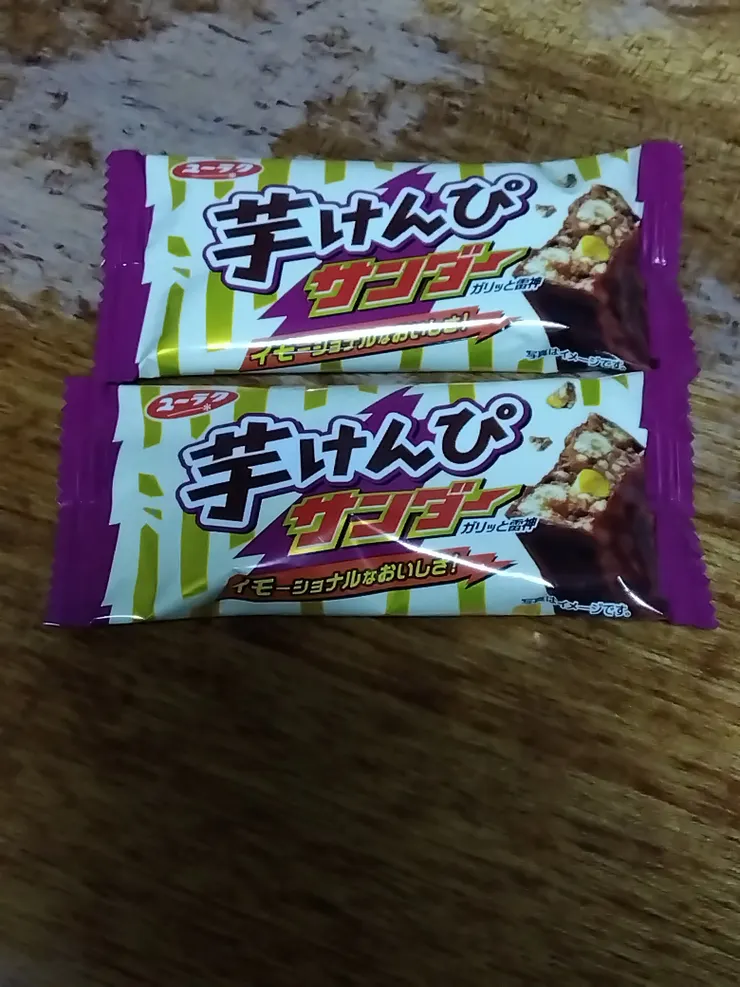 ユーラク
芋けんぴ
サンダー
ガリッと雷神
イモーショナルなおいしさ!
写真はイメージです。
ユーラク
芋けんぴ
サンダー
ガリッと雷神
イモーショナルなおいしさ!
写真はイメージです。